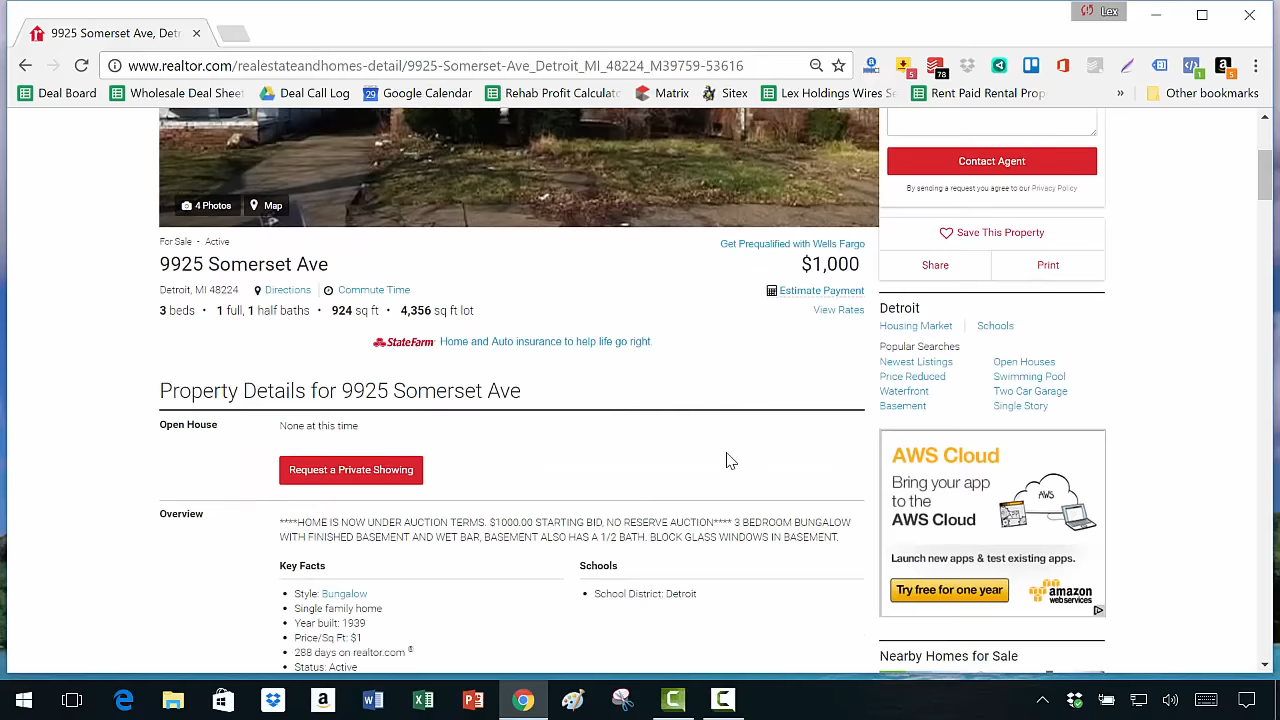 Lex
9925 Somerset Ave, Detr
www.realtor.com/realestateandhomes-detail/9925-Somerset-Ave_Detroit_MI_48224_M39759-53616
5
78
1
5
Deal Board
Wholesale Deal Sheet
Deal Call Log
Google Calendar
Rehab Profit Calculato
Matrix
Sitex
Lex Holdings Wires
Rent Paid Rental Prop
»
Other bookmarks
4 Photos
Map
For Sale - Active
Get Prequalified with Wells Fargo
9925 Somerset Ave
$1,000
Detroit, MI 48224
Directions
Commute Time
Estimate Payment
3 beds • 1 full, 1 half baths • 924 sq ft • 4,356 sq ft lot
View Rates
StateFarm
Home and Auto insurance to help life go right.
Property Details for 9925 Somerset Ave
Open House
None at this time
Request a Private Showing
Overview
****HOME IS NOW UNDER AUCTION TERMS. $1000.00 STARTING BID, NO RESERVE AUCTION**** 3 BEDROOM BUNGALOW
WITH FINISHED BASEMENT AND WET BAR, BASEMENT ALSO HAS A 1/2 BATH. BLOCK GLASS WINDOWS IN BASEMENT.
Key Facts
• Style: Bungalow
• Single family home
• Year built: 1939
• Price/Sq Ft: $1
• 288 days on realtor.com ®
• Status: Active
Schools
• School District: Detroit
Contact Agent
By sending a request you agree to our Privacy Policy
Save This Property
Share
Print
Detroit
Housing Market
Schools
Popular Searches
Newest Listings
Open Houses
Price Reduced
Swimming Pool
Waterfront
Two Car Garage
Basement
Single Story
AWS Cloud
Bring your app
to the
AWS Cloud
AWS
Launch new apps & test existing apps.
Try free for one year
amazon
webservices
Nearby Homes for Sale